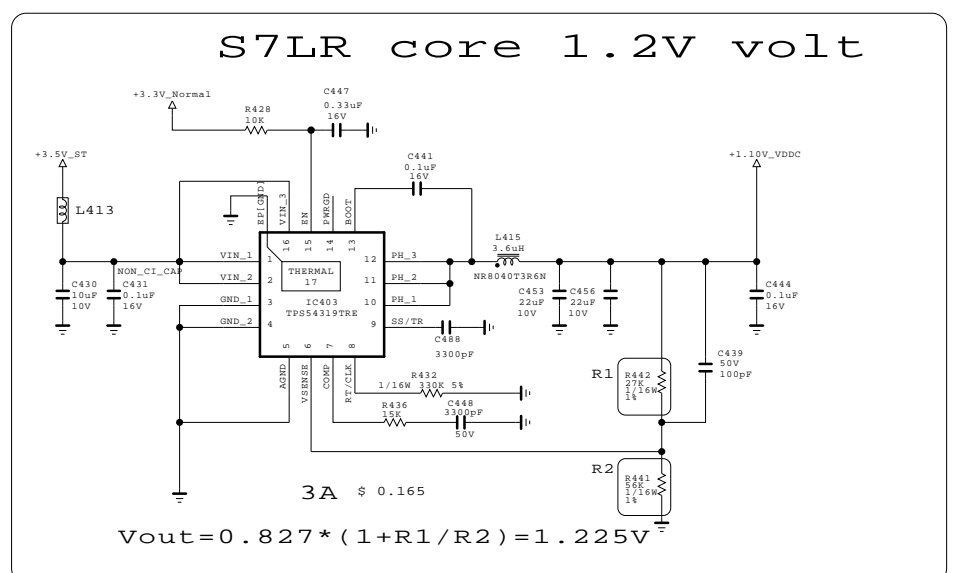 S7LR core 1.2V volt
+3.3V_Normal
C447
0.33uF
16V
R428
10K
+3.5V_ST
L413
C441
0.1uF
16V
+1.10V_VDDC
EP[GND]
VIN_3
EN
PWRGD
BOOT
16
15
14
13
L415
3.6uH
NR8040T3R6N
VIN_1
1
THERMAL
17
12
PH_3
NON_CI_CAP
VIN_2
2
11
PH_2
GND_1
3
IC403
TPS54319TRE
10
PH_1
GND_2
4
9
SS/TR
C430
10uF
10V
C431
0.1uF
16V
C453
22uF
10V
C456
22uF
10V
C444
0.1uF
16V
C488
3300pF
5
6
7
8
AGND
VSENSE
COMP
RT/CLK
R432
1/16W 330K 5%
R436
15K
C448
3300pF
50V
R1
R442
27K
1/16W
1%
C439
50V
100pF
R2
R441
56K
1/16W
1%
3A $ 0.165
Vout=0.827*(1+R1/R2)=1.225V